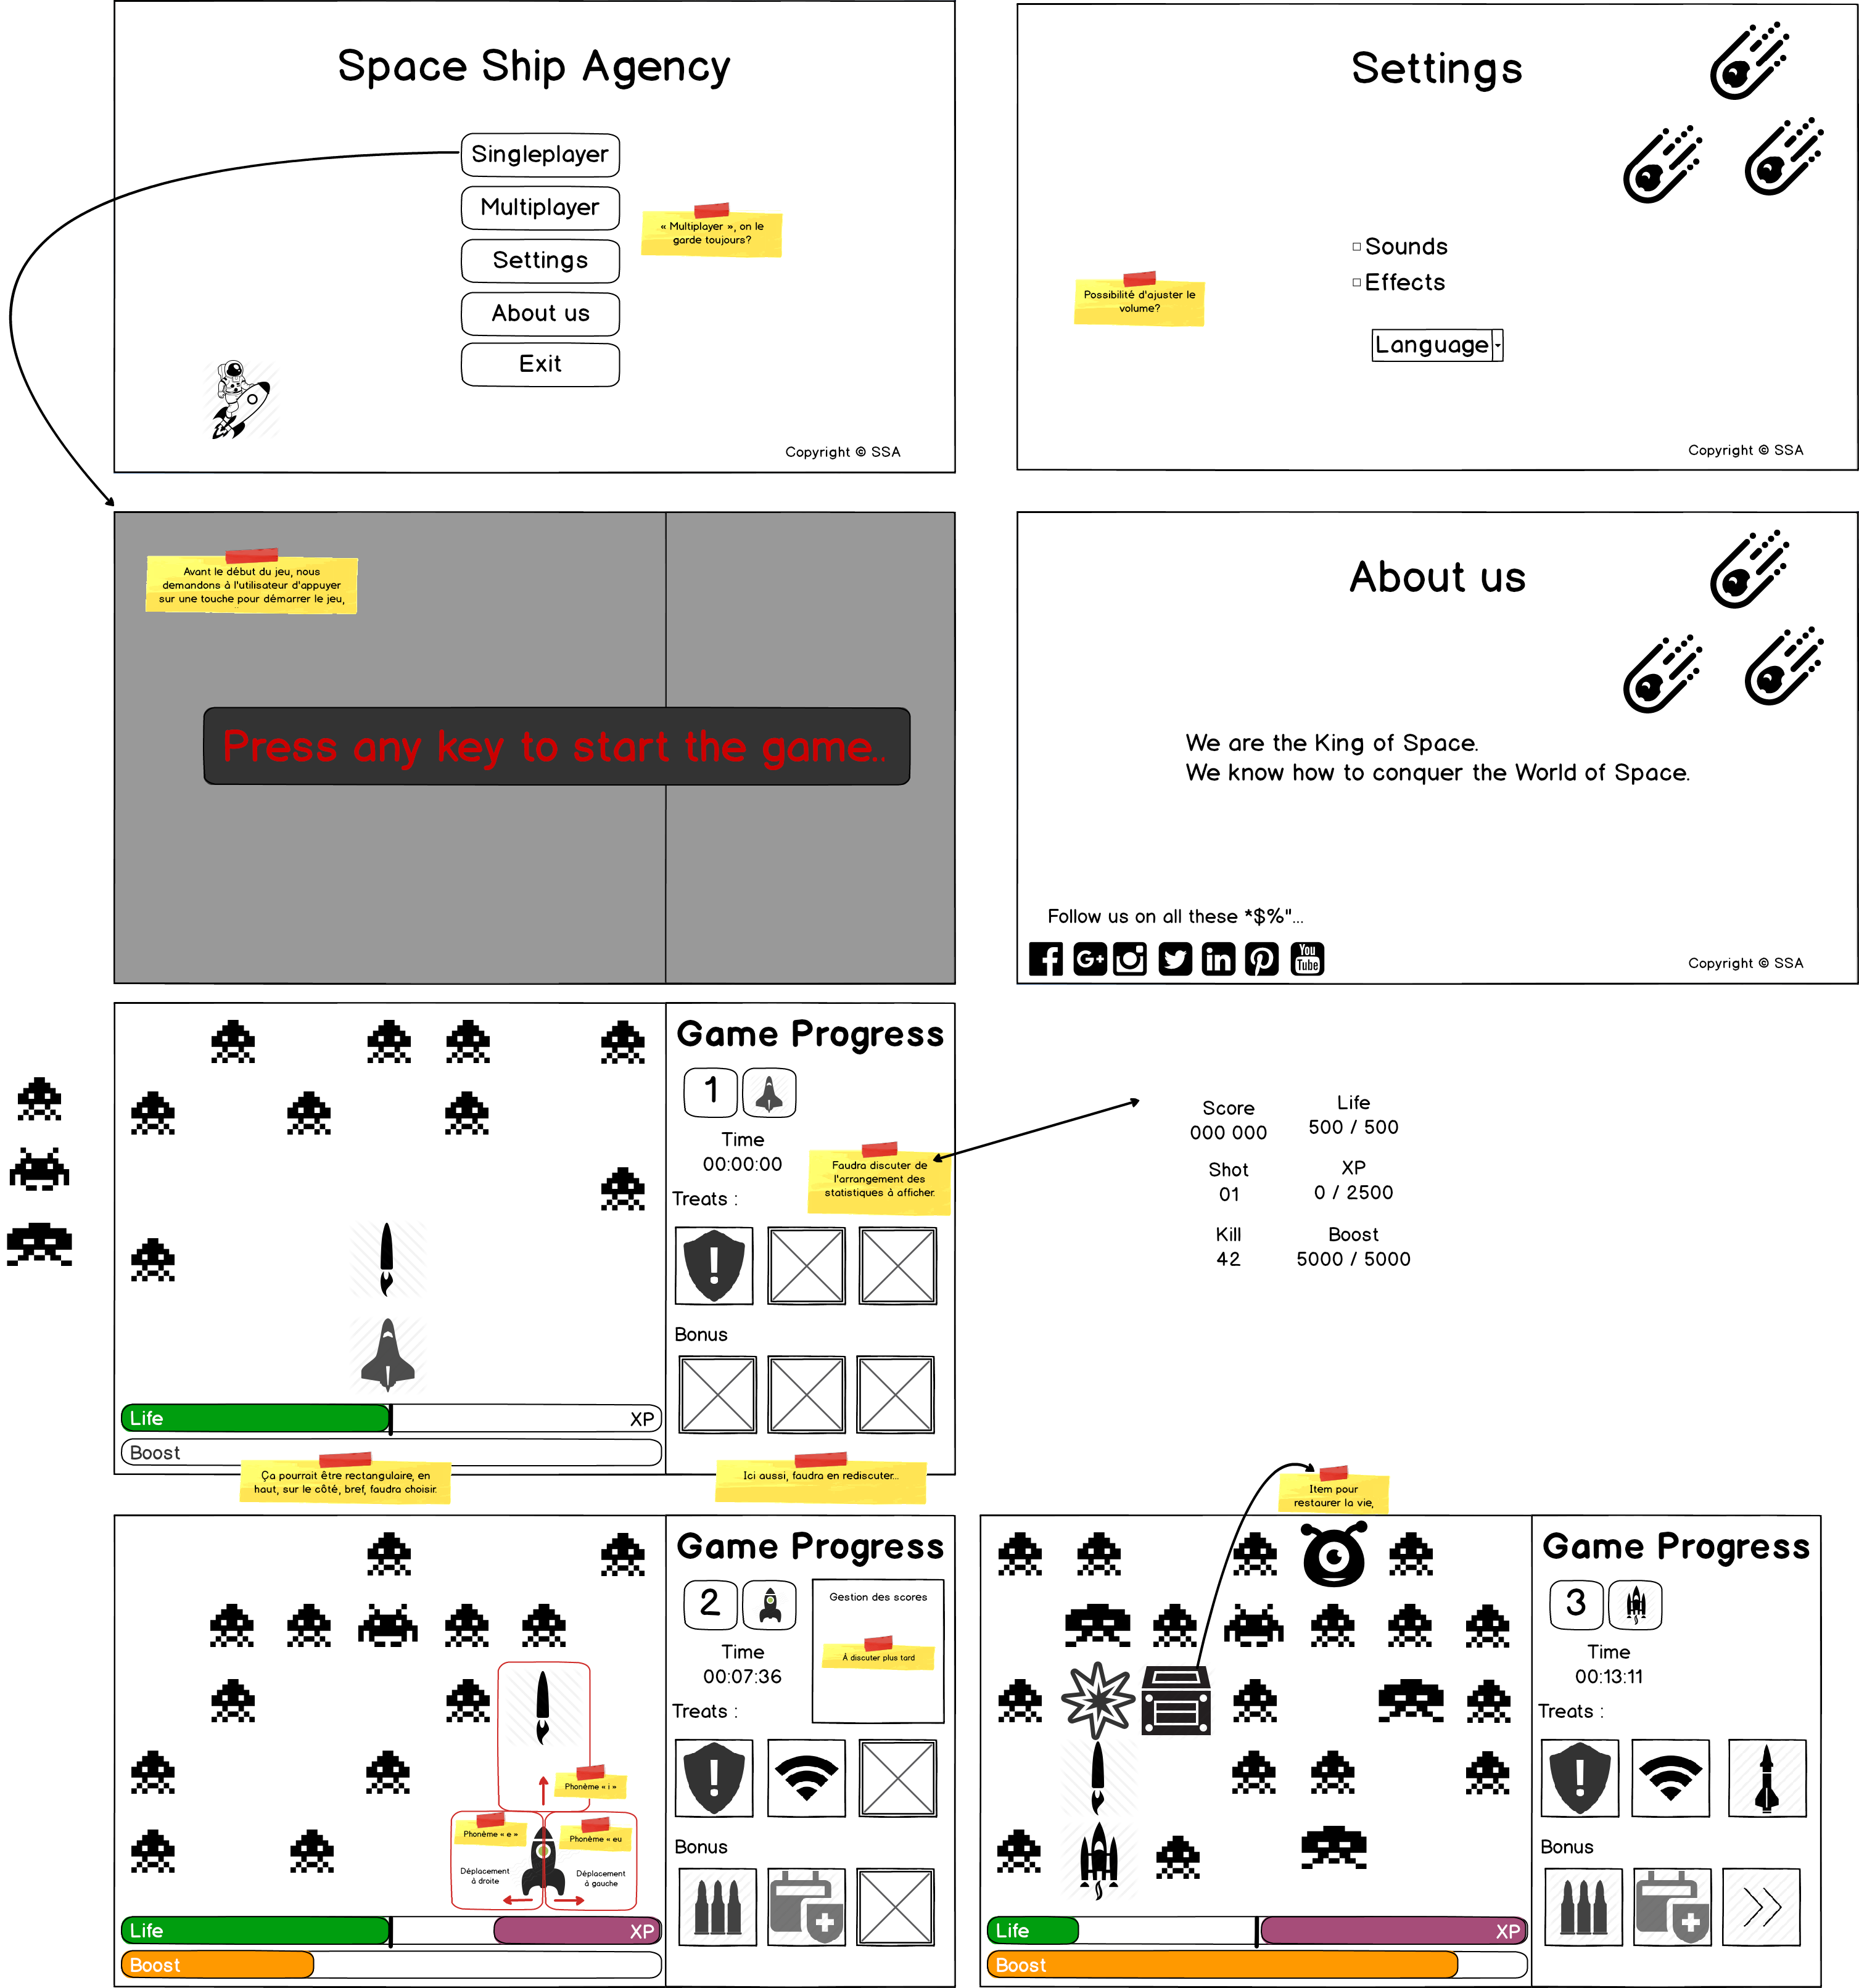 Space Ship Agency
Singleplayer
Multiplayer
Settings
About us
Exit
« Multiplayer », on le
garde toujours?
Copyright © SSA
Settings
Sounds
Effects
Language
Possibilité d'ajuster le
volume?
Copyright © SSA
Avant le début du jeu, nous
demandons à l'utilisateur d'appuyer
sur une touche pour démarrer le jeu,
Press any key to start the game..
About us
We are the King of Space.
We know how to conquer the World of Space.
Follow us on all these *$%"...
You
Tube
Copyright © SSA
Game Progress
1
Time
00:00:00
Faudra discuter de
l'arrangement des
statistiques à afficher.
Treats :
Bonus
Life
XP
Boost
Ça pourrait être rectangulaire, en
haut, sur le côté, bref, faudra choisir.
Ici aussi, faudra en rediscuter...
Score
000 000
Life
500 / 500
Shot
01
XP
0 / 2500
Kill
42
Boost
5000 / 5000
Item pour
restaurer la vie,
Game Progress
2
Gestion des scores
À discuter plus tard
Time
00:07:36
Treats :
Bonus
Phonème « i »
Phonème « e »
Phonème « eu
Déplacement
à droite
Déplacement
à gauche
Life
XP
Boost
Game Progress
3
Time
00:13:11
Treats :
Bonus
Life
XP
Boost